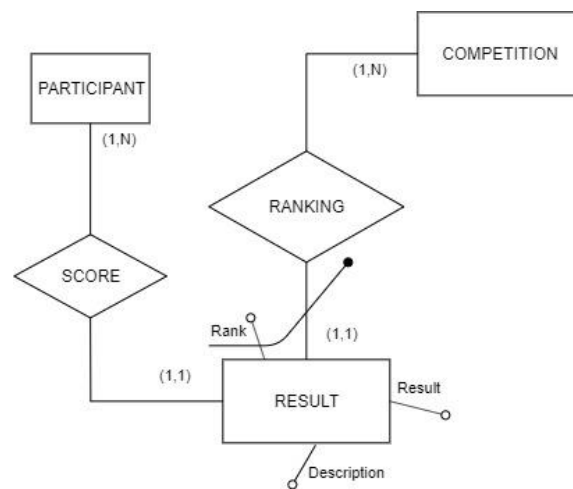 COMPETITION
(1,N)
PARTICIPANT
(1,N)
RANKING
SCORE
Rank
(1,1)
(1,1)
Result
RESULT
Description